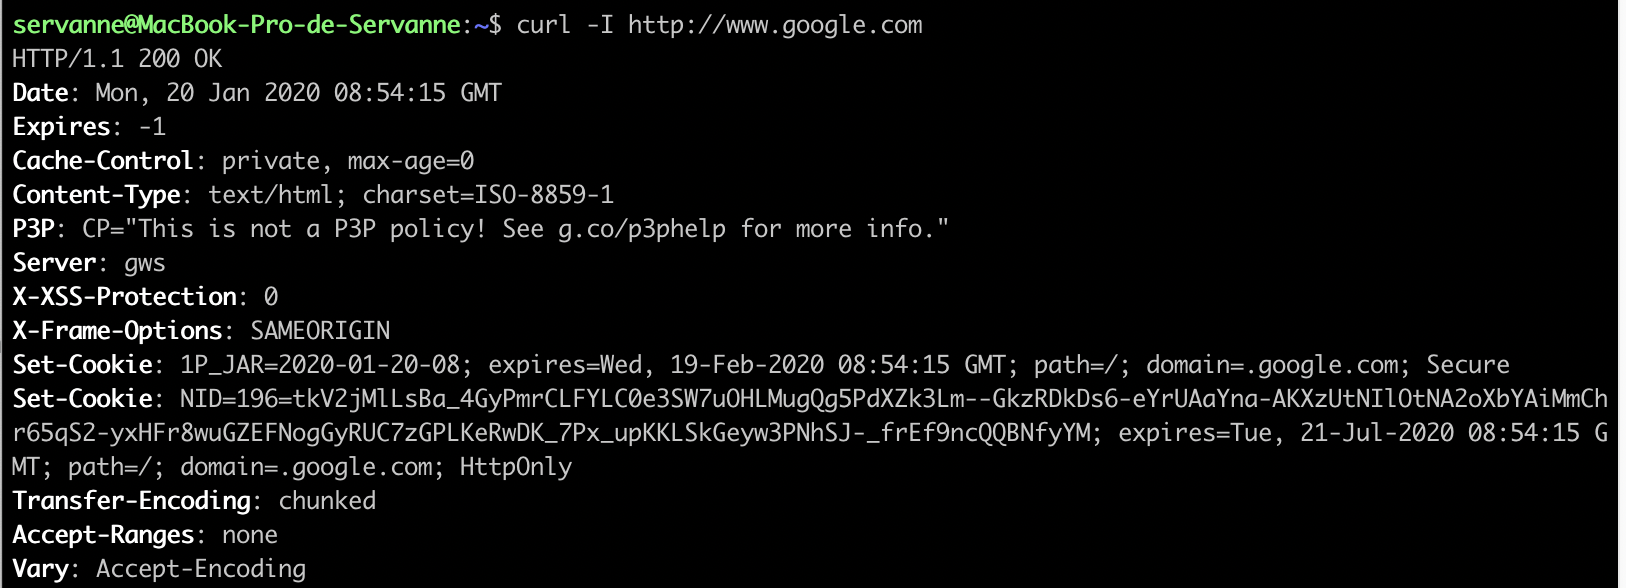 servanne@MacBook-Pro-de-Servanne:~$ curl -I http://www.google.com
HTTP/1.1 200 OK
Date: Mon, 20 Jan 2020 08:54:15 GMT
Expires: -1
Cache-Control: private, max-age=0
Content-Type: text/html; charset=ISO-8859-1
P3P: CP="This is not a P3P policy! See g.co/p3phelp for more info."
Server: gws
X-XSS-Protection: 0
X-Frame-Options: SAMEORIGIN
Set-Cookie: 1P_JAR=2020-01-20-08; expires=Wed, 19-Feb-2020 08:54:15 GMT; path=/; domain=.google.com; Secure
Set-Cookie: NID=196=tkV2jMlLsBa_4GyPmrCLFYLC0e3SW7uOHLMugQg5PdXZk3Lm--GkzRDkDs6-eYrUAaYna-AKXzUtNIlOtNA2oXbYAiMmCh
r65qS2-yxHFr8wuGZEFNogGyRUC7zGPLKeRwDK_7Px_upKKLSkGeyw3PNhSJ-_frEf9ncQQBNfyYM; expires=Tue, 21-Jul-2020 08:54:15 G
MT; path=/; domain=.google.com; HttpOnly
Transfer-Encoding: chunked
Accept-Ranges: none
Vary: Accept-Encoding